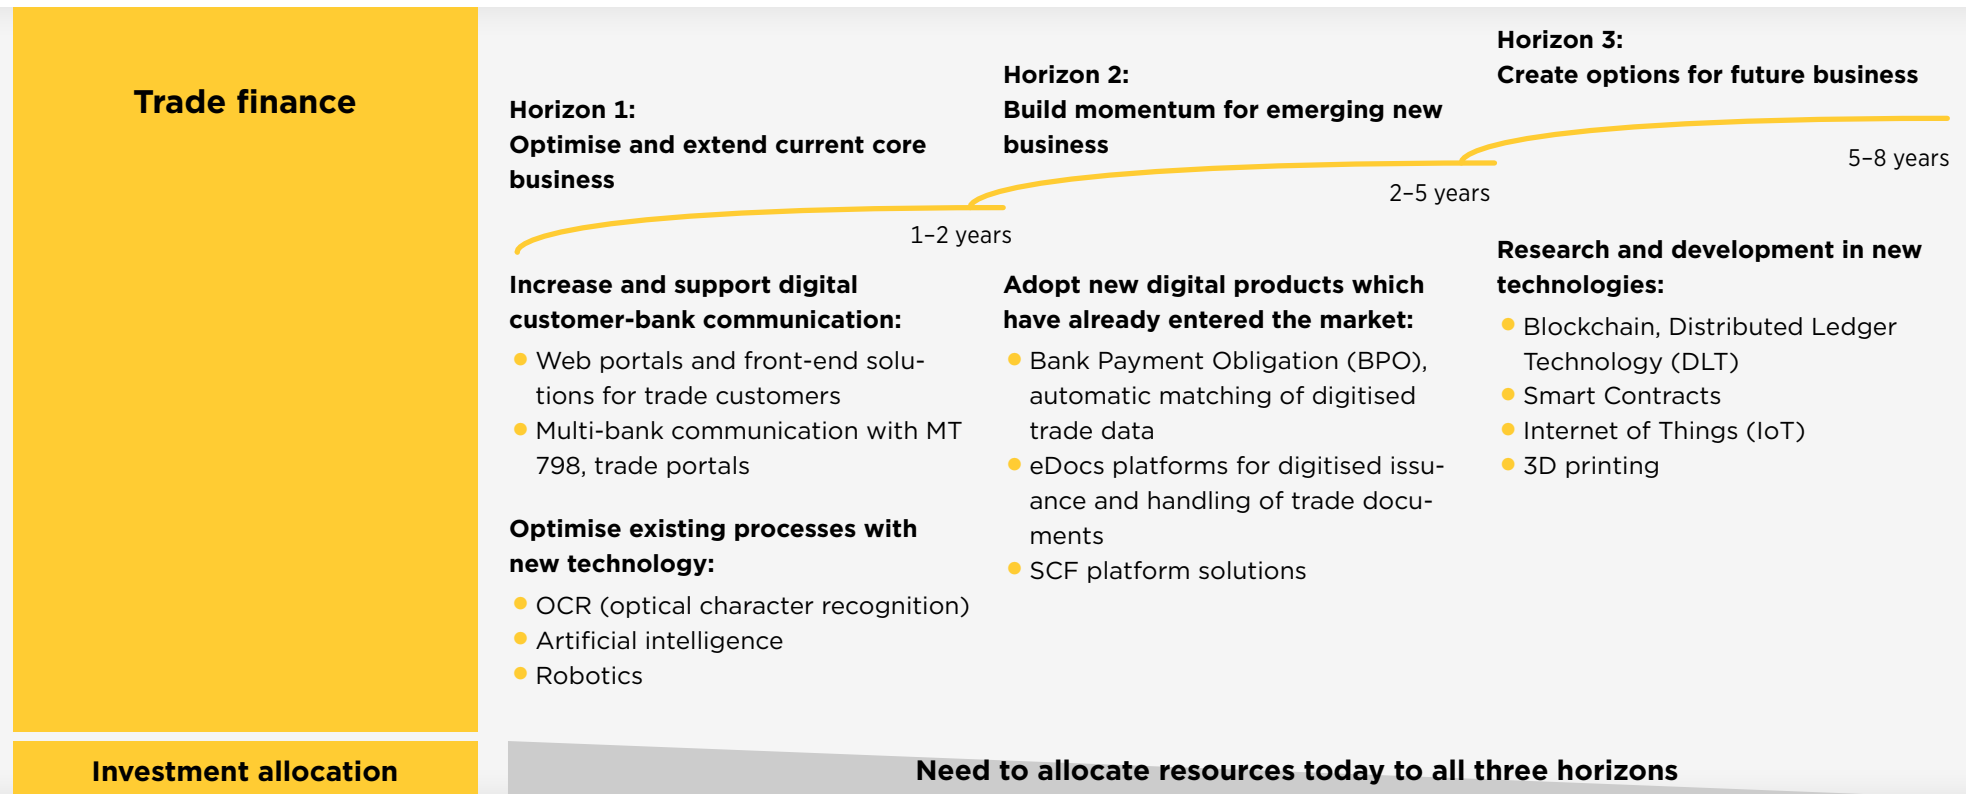 Trade finance
Horizon 1:
Optimise and extend current core
business
1–2 years
Increase and support digital
customer-bank communication:
Web portals and front-end solu-
tions for trade customers
Multi-bank communication with MT
798, trade portals
Optimise existing processes with
new technology:
OCR (optical character recognition)
Artificial intelligence
Robotics
Horizon 2:
Build momentum for emerging new
business
2–5 years
Adopt new digital products which
have already entered the market:
Bank Payment Obligation (BPO),
automatic matching of digitised
trade data
eDocs platforms for digitised issu-
ance and handling of trade docu-
ments
SCF platform solutions
Horizon 3:
Create options for future business
5–8 years
Research and development in new
technologies:
Blockchain, Distributed Ledger
Technology (DLT)
Smart Contracts
Internet of Things (IoT)
3D printing
Investment allocation
Need to allocate resources today to all three horizons